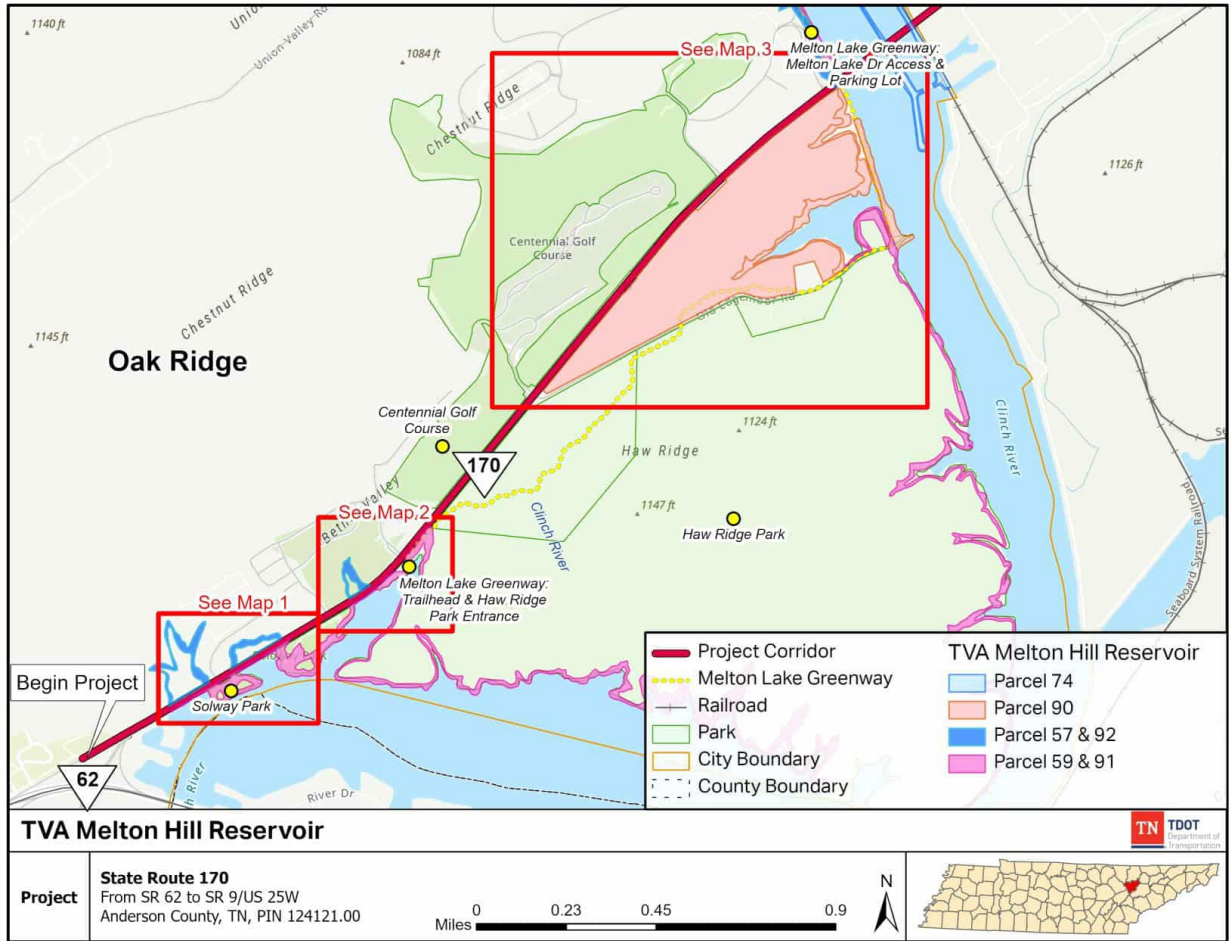 1140 ft
Union-Valley-Rd
1084 ft
See Map 3
Melton Lake Greenway:
Melton Lake Dr Access &
Parking Lot
Chestnut Ridge
1126 ft
Centennial Golf
Course
Chestnut Ridge
1145 ft
Oak Ridge
Old Edgemoor Rd
Centennial Golf
Course
1124 ft
Haw Ridge
Clinch River
170
Bethel Valley
See Map 2
1147 ft
Clinch River
Haw Ridge Park
Seaboard System Railroad
Melton Lake Greenway:
Trailhead & Haw Ridge
Park Entrance
See Map 1
Begin Project
Solway Park
62
River Dr
Project Corridor
Melton Lake Greenway
Railroad
Park
City Boundary
County Boundary
TVA Melton Hill Reservoir
Parcel 74
Parcel 90
Parcel 57 & 92
Parcel 59 & 91
TVA Melton Hill Reservoir
TN TDOT
Department of
Transportation
Project
State Route 170
From SR 62 to SR 9/US 25W
Anderson County, TN, PIN 124121.00
Miles
0 0.23 0.45 0.9
N